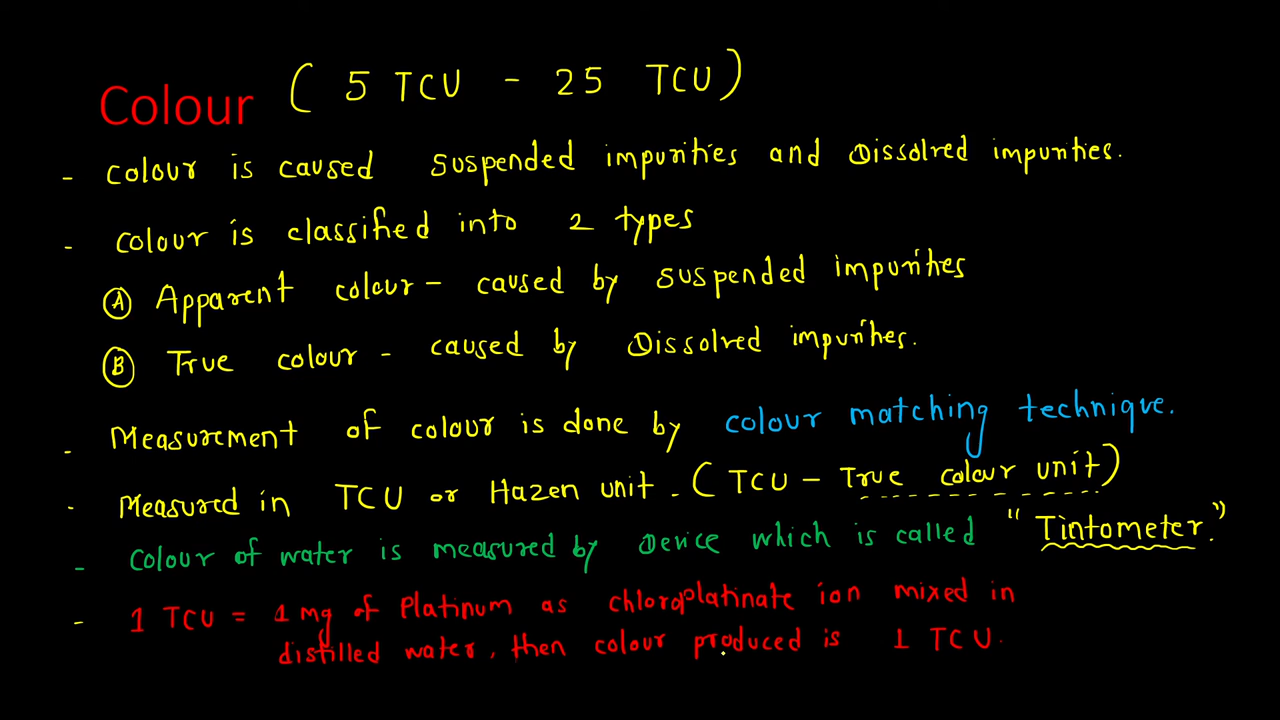 Colour ( 5 TCU - 25 TCU )
- colour is caused suspended impurities and Dissolved impurities.
- colour is classified into 2 types
(A) Apparent colour - caused by suspended impurities
(B) True colour - caused by Dissolved impurities.
- Measurement of colour is done by colour matching technique.
- Measured in TCU or Hazen unit. ( TCU - True colour unit )
- Colour of water is measured by Device which is called "Tintometer."
- 1 TCU = 1 mg of Platinum as chloroplatinate ion mixed in
distilled water, then colour produced is 1 TCU.